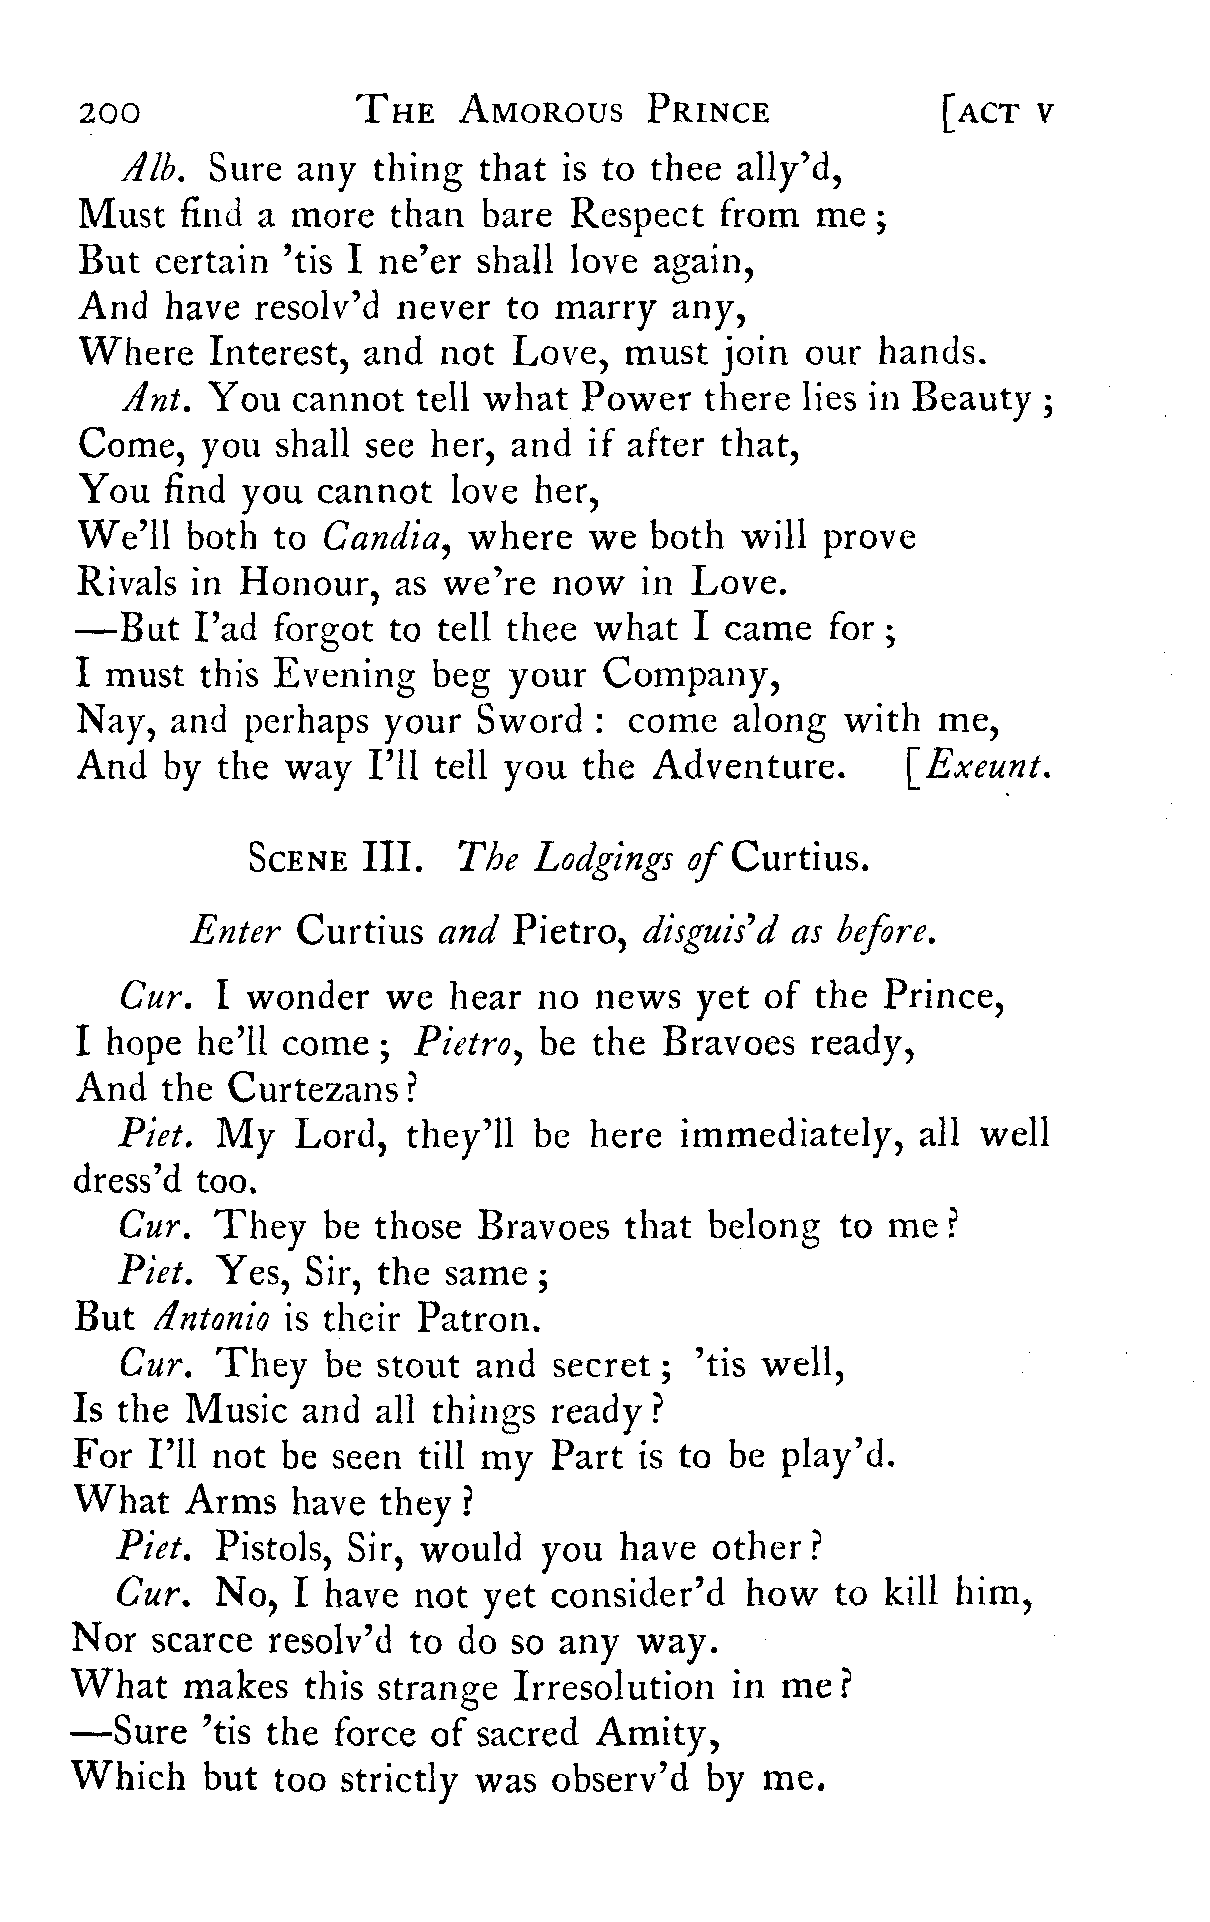 200 THE AMOROUS PRINCE [ACT V
Alb. Sure any thing that is to thee ally'd,
Must find a more than bare Respect from me ;
But certain 'tis I ne'er shall love again,
And have resolv'd never to marry any,
Where Interest, and not Love, must join our hands.
Ant. You cannot tell what Power there lies in Beauty ;
Come, you shall see her, and if after that,
You find you cannot love her,
We'll both to Candia, where we both will prove
Rivals in Honour, as we're now in Love.
—But I'ad forgot to tell thee what I came for ;
I must this Evening beg your Company,
Nay, and perhaps your Sword : come along with me,
And by the way I'll tell you the Adventure. [Exeunt.
SCENE III. The Lodgings of Curtius.
Enter Curtius and Pietro, disguis'd as before.
Cur. I wonder we hear no news yet of the Prince,
I hope he'll come ; Pietro, be the Bravoes ready,
And the Curtezans ?
Piet. My Lord, they'll be here immediately, all well
dress'd too.
Cur. They be those Bravoes that belong to me ?
Piet. Yes, Sir, the same ;
But Antonio is their Patron.
Cur. They be stout and secret ; 'tis well,
Is the Music and all things ready ?
For I'll not be seen till my Part is to be play'd.
What Arms have they ?
Piet. Pistols, Sir, would you have other ?
Cur. No, I have not yet consider'd how to kill him,
Nor scarce resolv'd to do so any way.
What makes this strange Irresolution in me ?
—Sure 'tis the force of sacred Amity,
Which but too strictly was observ'd by me.